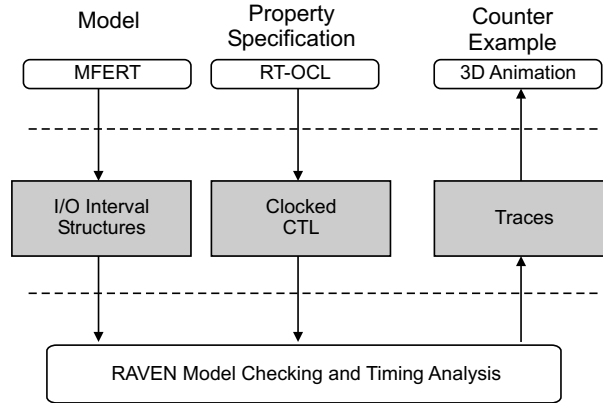 Model
Property
Specification
Counter
Example
MFERT
RT-OCL
3D Animation
I/O Interval
Structures
Clocked
CTL
Traces
RAVEN Model Checking and Timing Analysis